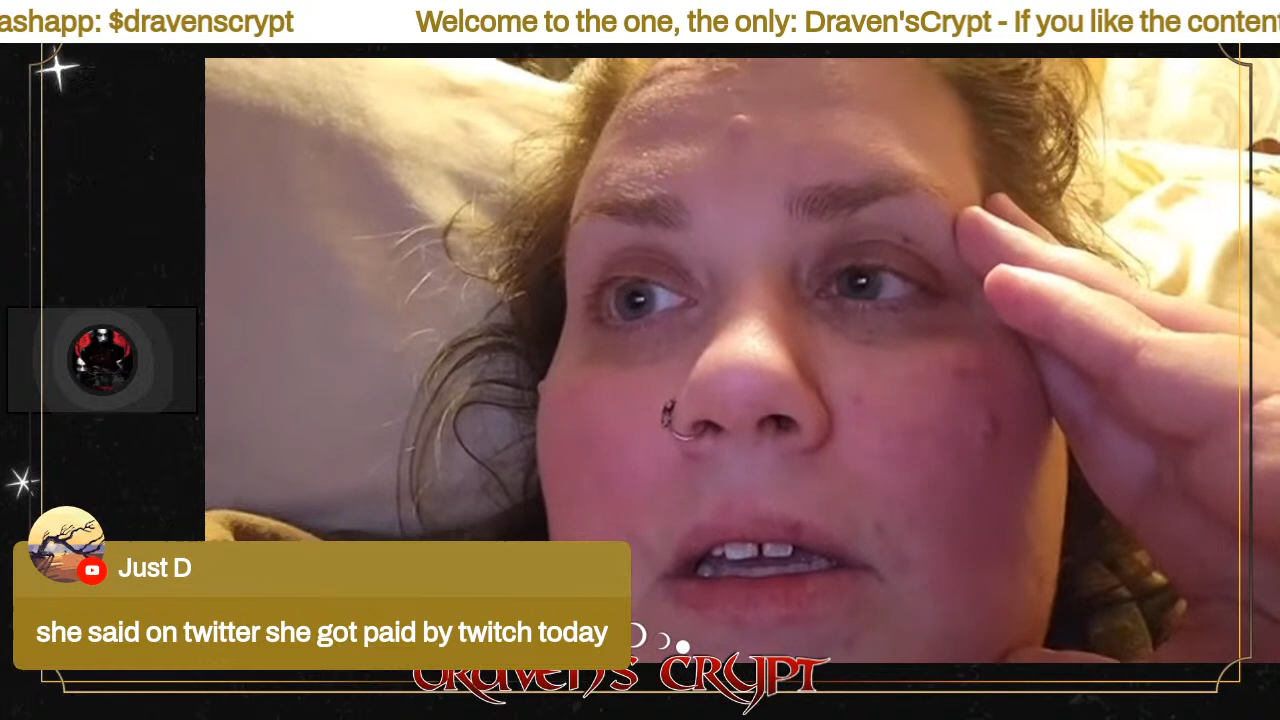 ashapp: $dravenscrypt Welcome to the one, the only: Draven'sCrypt - If you like the content
Just D
she said on twitter she got paid by twitch today
Draven's Crypt